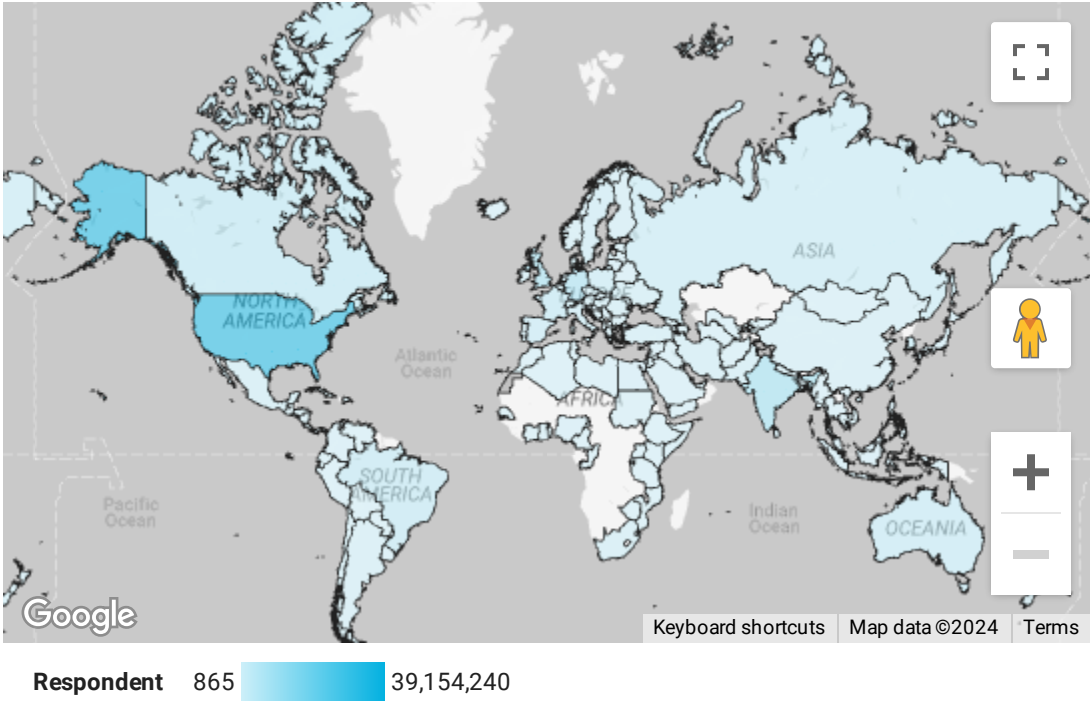 ASIA
NORTH
AMERICA
Atlantic
Ocean
AFRICA
SOUTH
AMERICA
Pacific
Ocean
Indian
Ocean
OCEANIA
Google
Keyboard shortcuts
Map data ©2024
Terms
Respondent 865 39,154,240